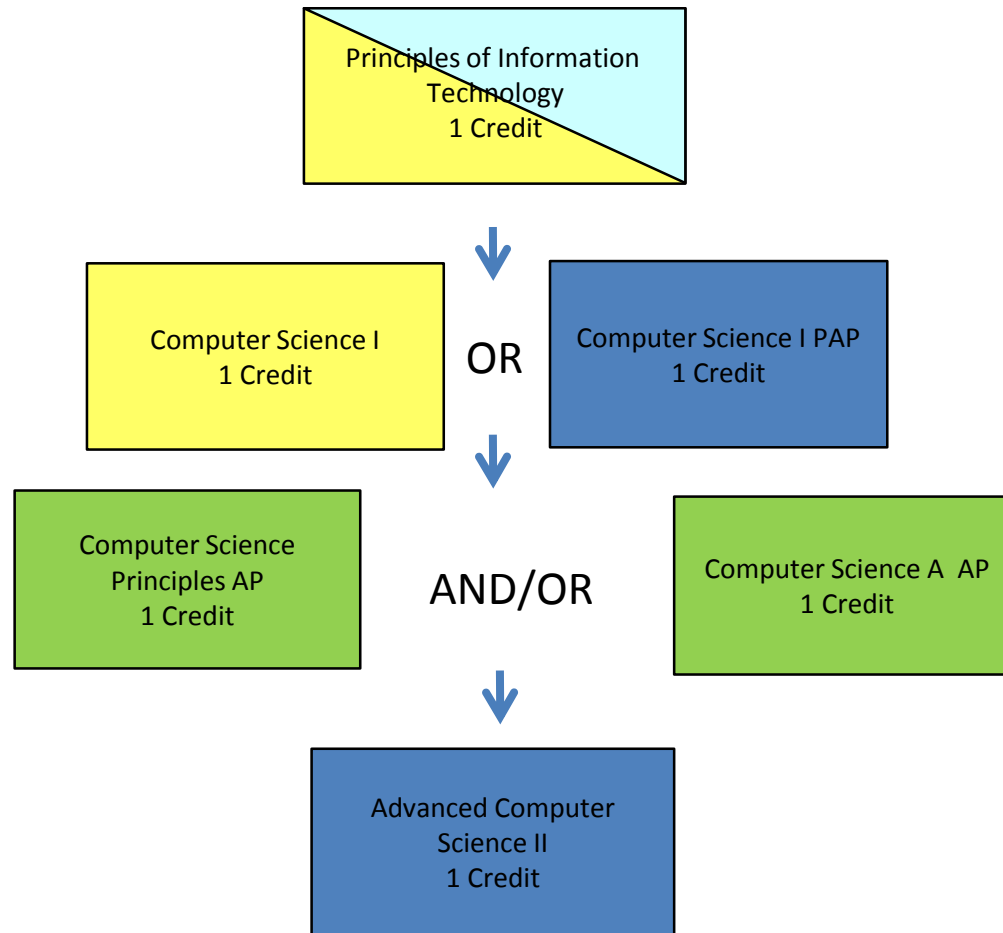 Principles of Information
Technology
1 Credit
Computer Science I
1 Credit
OR
Computer Science I PAP
1 Credit
Computer Science
Principles AP
1 Credit
AND/OR
Computer Science A  AP
1 Credit
Advanced Computer
Science II
1 Credit